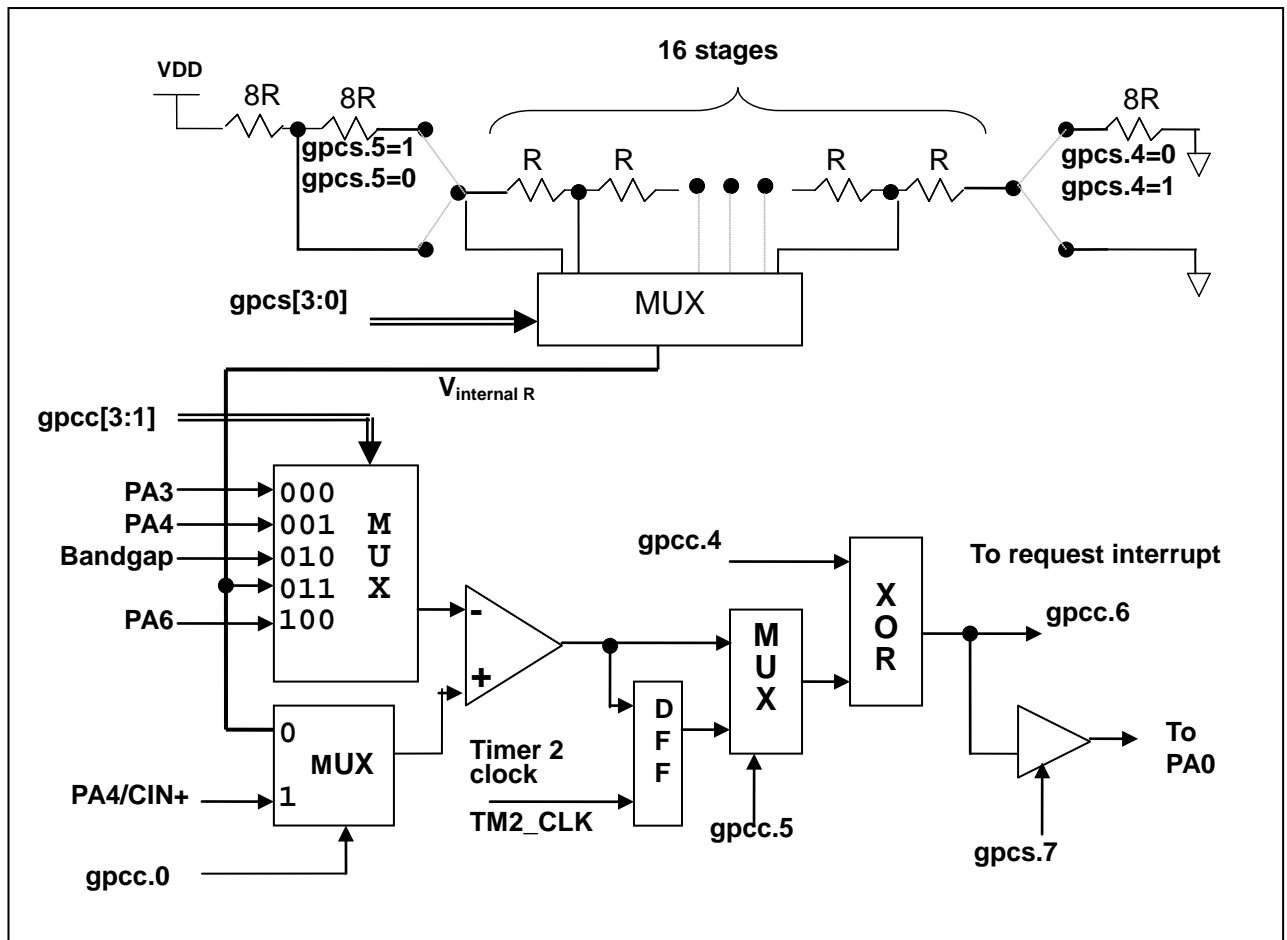 16 stages
VDD
8R
8R
8R
gpcs.5=1
gpcs.5=0
R
R
R
R
gpcs.4=0
gpcs.4=1
gpcs[3:0]
MUX
Vinternal R
gpcc[3:1]
PA3
000
PA4
001
Bandgap
010
011
PA6
100
M
U
X
-
+
gpcc.4
X
O
R
To request interrupt
gpcc.6
M
U
X
D
F
F
0
MUX
1
PA4/CIN+
gpcc.0
Timer 2
clock
TM2_CLK
gpcc.5
To
PA0
gpcs.7